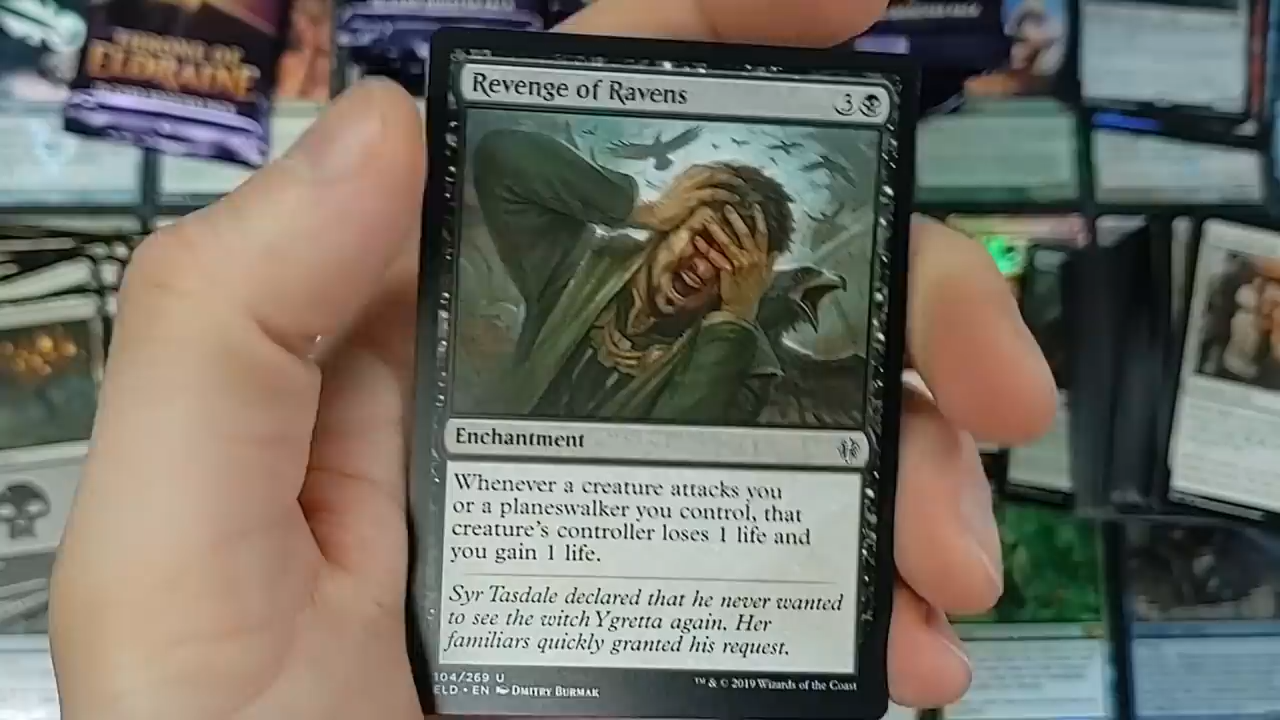 THRONE OF
ELDRAINE
Revenge of Ravens
3
Enchantment
Whenever a creature attacks you
or a planeswalker you control, that
creature's controller loses 1 life and
you gain 1 life.
Syr Tasdale declared that he never wanted
to see the witch Ygretta again. Her
familiars quickly granted his request.
104/269 U
ELD • EN Dmitry Burmak
™ & © 2019 Wizards of the Coast